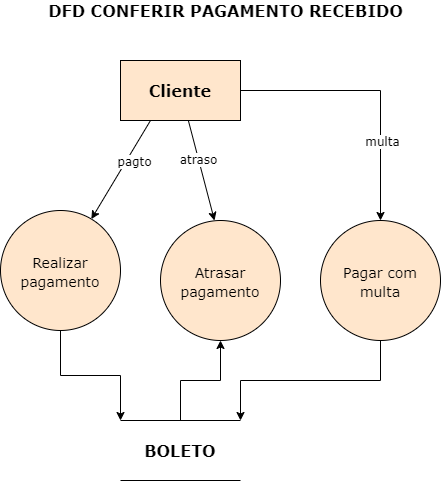 DFD CONFERIR PAGAMENTO RECEBIDO
Cliente
pagto
atraso
multa
Realizar
pagamento
Atrasar
pagamento
Pagar com
multa
BOLETO